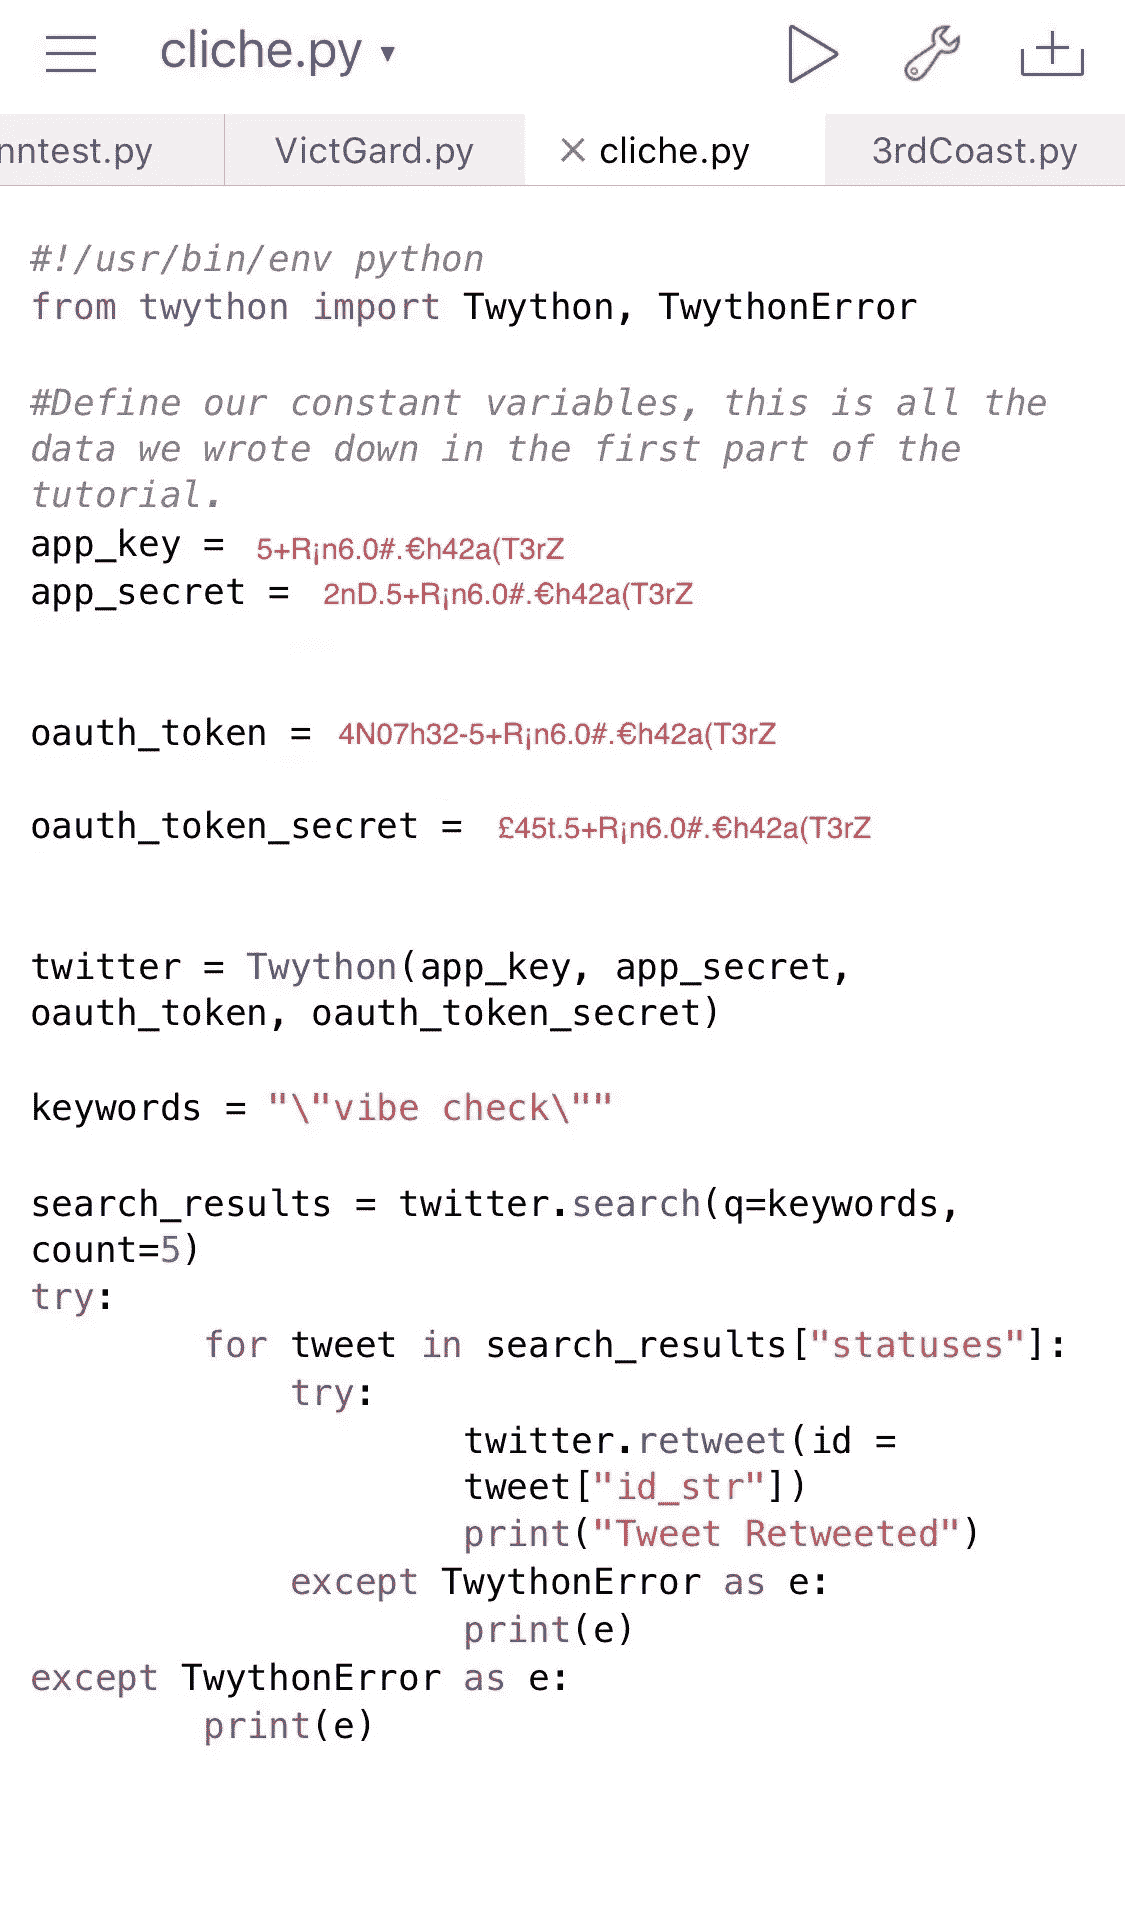 cliche.py ▼
nntest.py VictGard.py × cliche.py 3rdCoast.py
#!/usr/bin/env python
from twython import Twython, TwythonError
#Define our constant variables, this is all the
data we wrote down in the first part of the
tutorial.
app_key = 5+R¡n6.0#.€h42a(T3rZ
app_secret = 2nD.5+R¡n6.0#.€h42a(T3rZ
oauth_token = 4N07h32-5+R¡n6.0#.€h42a(T3rZ
oauth_token_secret = £45t.5+R¡n6.0#.€h42a(T3rZ
twitter = Twython(app_key, app_secret,
oauth_token, oauth_token_secret)
keywords = "\"vibe check\""
search_results = twitter.search(q=keywords,
count=5)
try:
for tweet in search_results["statuses"]:
try:
twitter.retweet(id =
tweet["id_str"])
print("Tweet Retweeted")
except TwythonError as e:
print(e)
except TwythonError as e:
print(e)